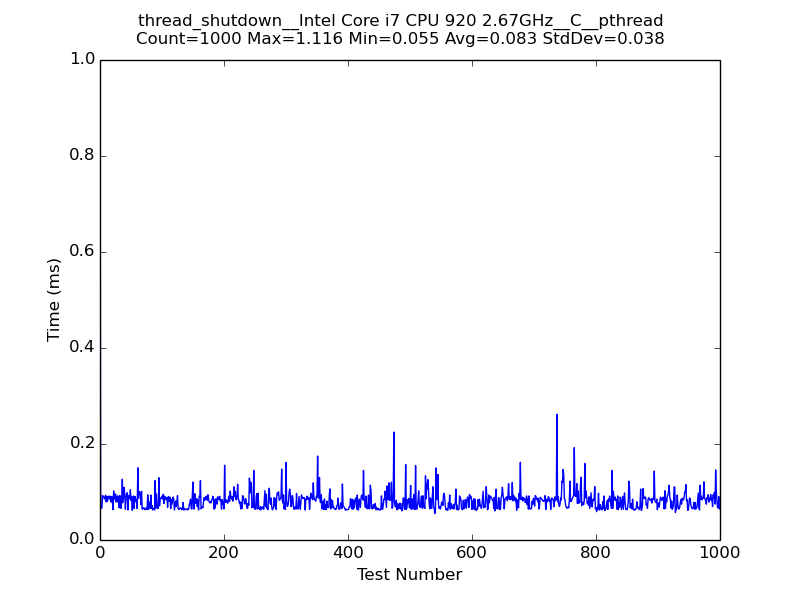 thread_shutdown__Intel Core i7 CPU 920 2.67GHz__C__pthread
Count=1000 Max=1.116 Min=0.055 Avg=0.083 StdDev=0.038
1.0
0.8
0.6
0.4
0.2
0.0
Time (ms)
0 200 400 600 800 1000
Test Number